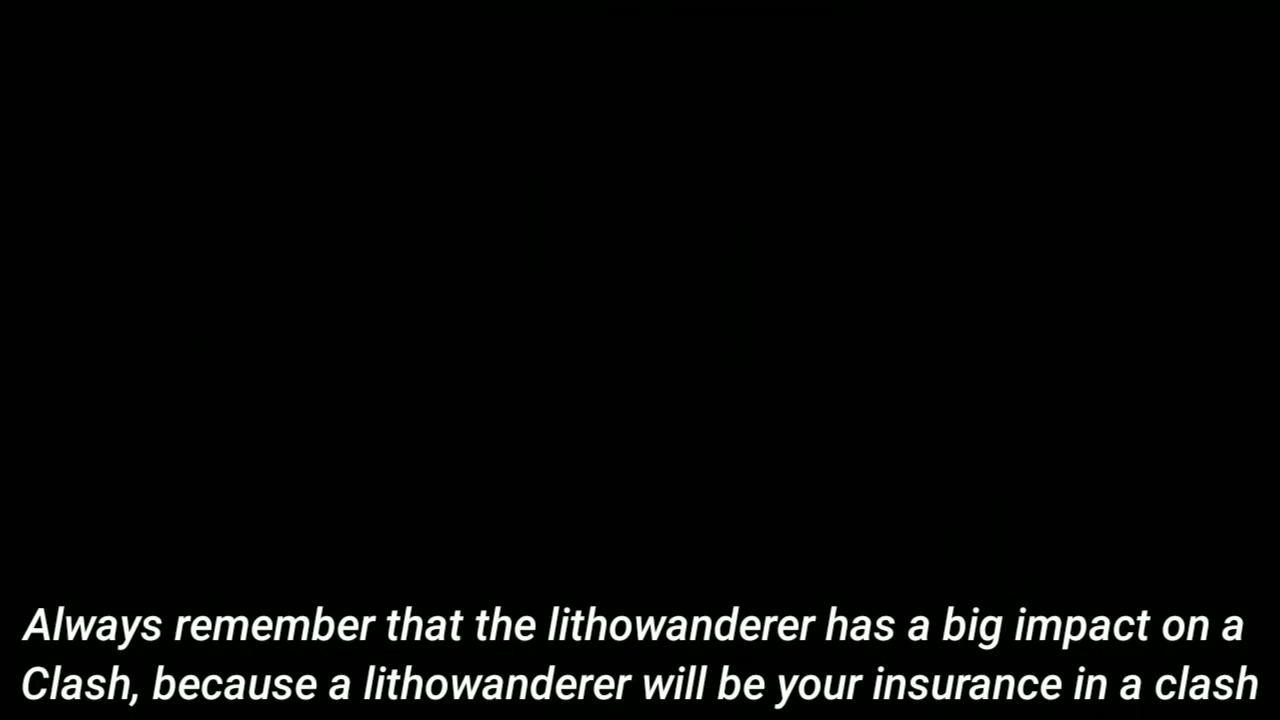 Always remember that the lithowanderer has a big impact on a
Clash, because a lithowanderer will be your insurance in a clash